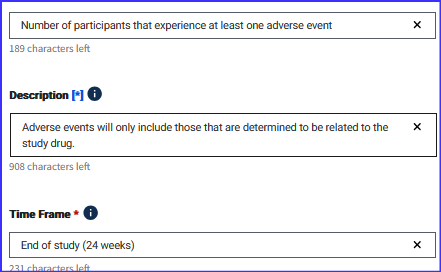 Number of participants that experience at least one adverse event
189 characters left
Description [*]
Adverse events will only include those that are determined to be related to the
study drug.
908 characters left
Time Frame *
End of study (24 weeks)
231 characters left